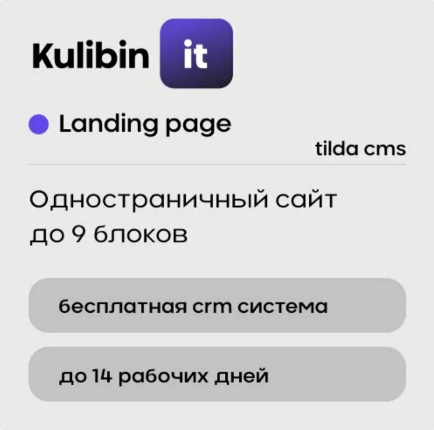 Kulibin it
Landing page
tilda cms
Одностраничный сайт
до 9 блоков
бесплатная crm система
до 14 рабочих дней